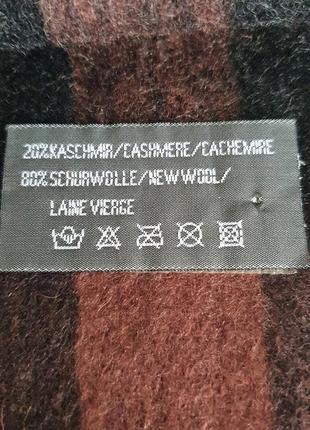 20%KASCHMIR/CASHMERE/CACHEMIRE
80%SCHURWOLLE/NEW WOOL/
LAINE VIERGE